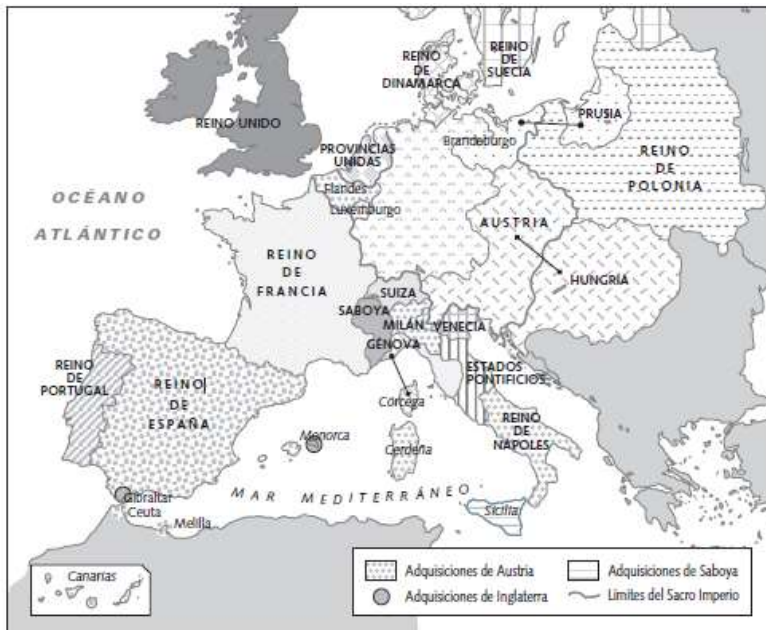 REINO
DE
DINAMARCA
REINO
DE
SUECIA
REINO UNIDO
PRUSIA
Brandeburgo
PROVINCIAS
UNIDAS
REINO
DE
POLONIA
Flandes
Luxemburgo
OCÉANO
ATLÁNTICO
AUSTRIA
REINO
DE
FRANCIA
HUNGRÍA
SUIZA
SABOYA
MILÁN
VENECIA
GÉNOVA
REINO
DE
PORTUGAL
REINO
DE
ESPAÑA
ESTADOS
PONTIFICIOS
Córcega
REINO
DE
NAPOLES
Menorca
Cerdeña
MAR MEDITERRÁNEO
Sicilia
Gibraltar
Ceuta
Melilla
Canarias
Adquisiciones de Austria
Adquisiciones de Saboya
Adquisiciones de Inglaterra
Límites del Sacro Imperio